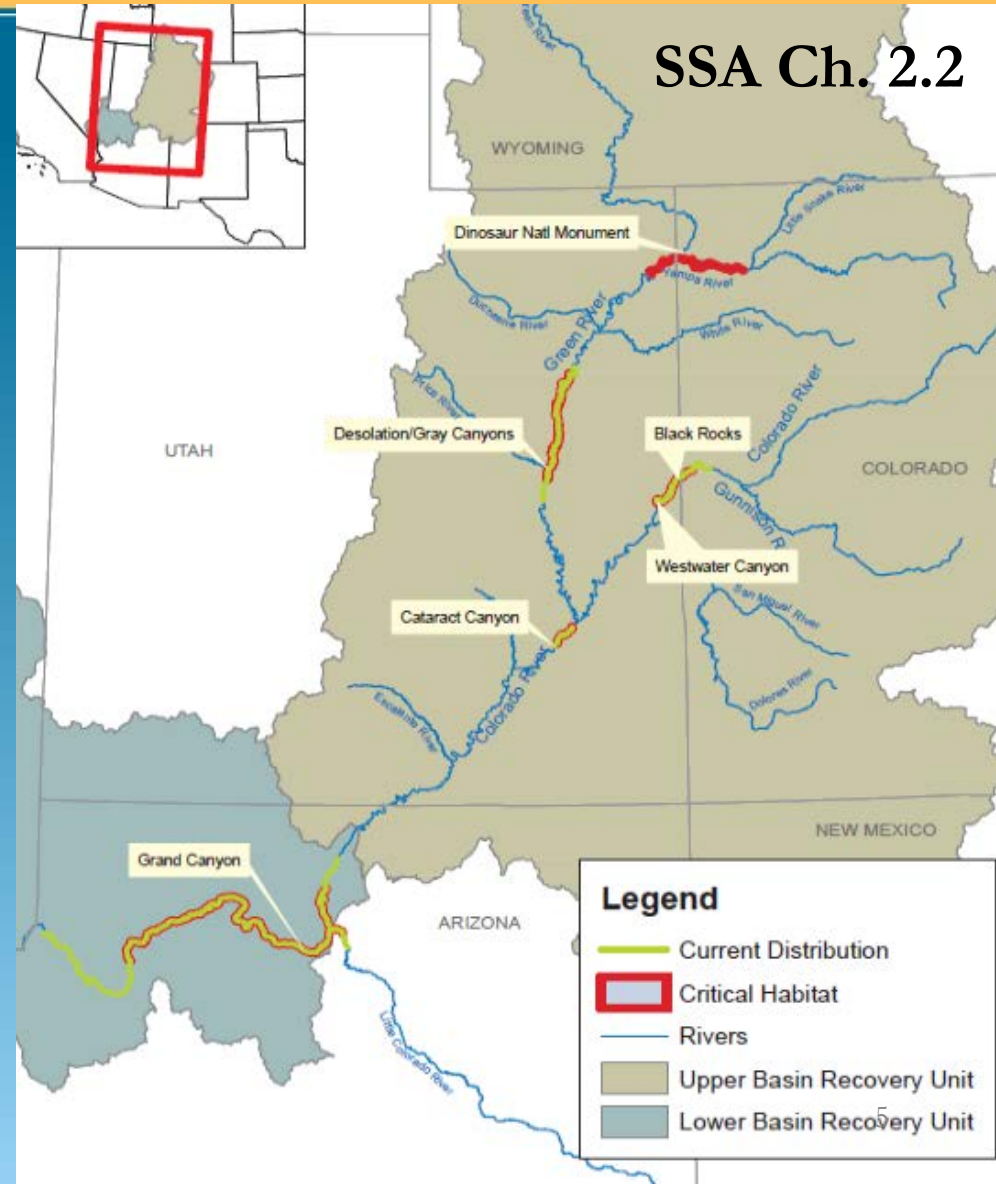 SSA Ch. 2.2
Green River
WYOMING
Little Snake River
Dinosaur Natl Monument
Yampa River
Duchesne River
White River
Green River
Price River
Colorado River
Desolation/Gray Canyons
Black Rocks
UTAH
COLORADO
Gunnison R
Westwater Canyon
San Miguel River
Cataract Canyon
Dolores River
Escalante River
Colorado River
NEW MEXICO
Grand Canyon
ARIZONA
Little Colorado River
Legend
Current Distribution
Critical Habitat
Rivers
Upper Basin Recovery Unit
Lower Basin Recovery Unit
5